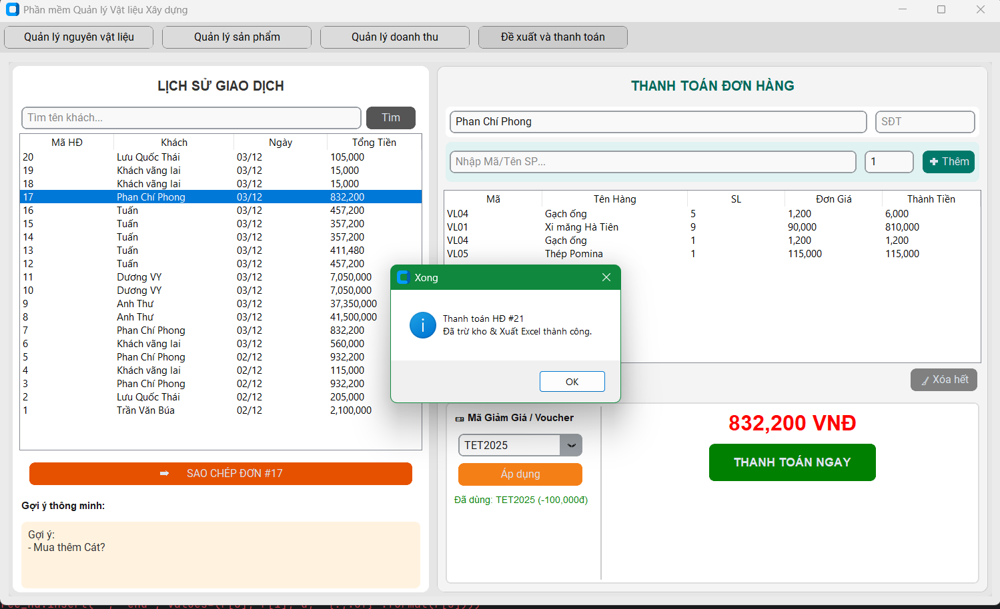 Phần mềm Quản lý Vật liệu Xây dựng
Quản lý nguyên vật liệu
Quản lý sản phẩm
Quản lý doanh thu
Đề xuất và thanh toán
LỊCH SỬ GIAO DỊCH
Tìm tên khách...
Tìm
Mã HĐ Khách Ngày Tổng Tiền
20 Lưu Quốc Thái 03/12 105,000
19 Khách vãng lai 03/12 15,000
18 Khách vãng lai 03/12 15,000
17 Phan Chí Phong 03/12 832,200
16 Tuấn 03/12 457,200
15 Tuấn 03/12 357,200
14 Tuấn 03/12 357,200
13 Tuấn 03/12 411,480
12 Tuấn 03/12 457,200
11 Dương VY 03/12 7,050,000
10 Dương VY 03/12 7,050,000
9 Anh Thư 03/12 37,350,000
8 Anh Thư 03/12 41,500,000
7 Phan Chí Phong 03/12 832,200
6 Khách vãng lai 03/12 560,000
5 Phan Chí Phong 02/12 932,200
4 Khách vãng lai 02/12 115,000
3 Phan Chí Phong 02/12 932,200
2 Lưu Quốc Thái 02/12 205,000
1 Trần Văn Búa 02/12 2,100,000
SAO CHÉP ĐƠN #17
Gợi ý thông minh:
Gợi ý:
- Mua thêm Cát?
THANH TOÁN ĐƠN HÀNG
Phan Chí Phong
SĐT
Nhập Mã/Tên SP...
1
Thêm
Mã Tên Hàng SL Đơn Giá Thành Tiền
VL04 Gạch ống 5 1,200 6,000
VL01 Xi măng Hà Tiên 9 90,000 810,000
VL04 Gạch ống 1 1,200 1,200
VL05 Thép Pomina 1 115,000 115,000
Xong
Thanh toán HĐ #21
Đã trừ kho & Xuất Excel thành công.
OK
Xóa hết
Mã Giảm Giá / Voucher
TET2025
Áp dụng
Đã dùng: TET2025 (-100,000đ)
832,200 VNĐ
THANH TOÁN NGAY